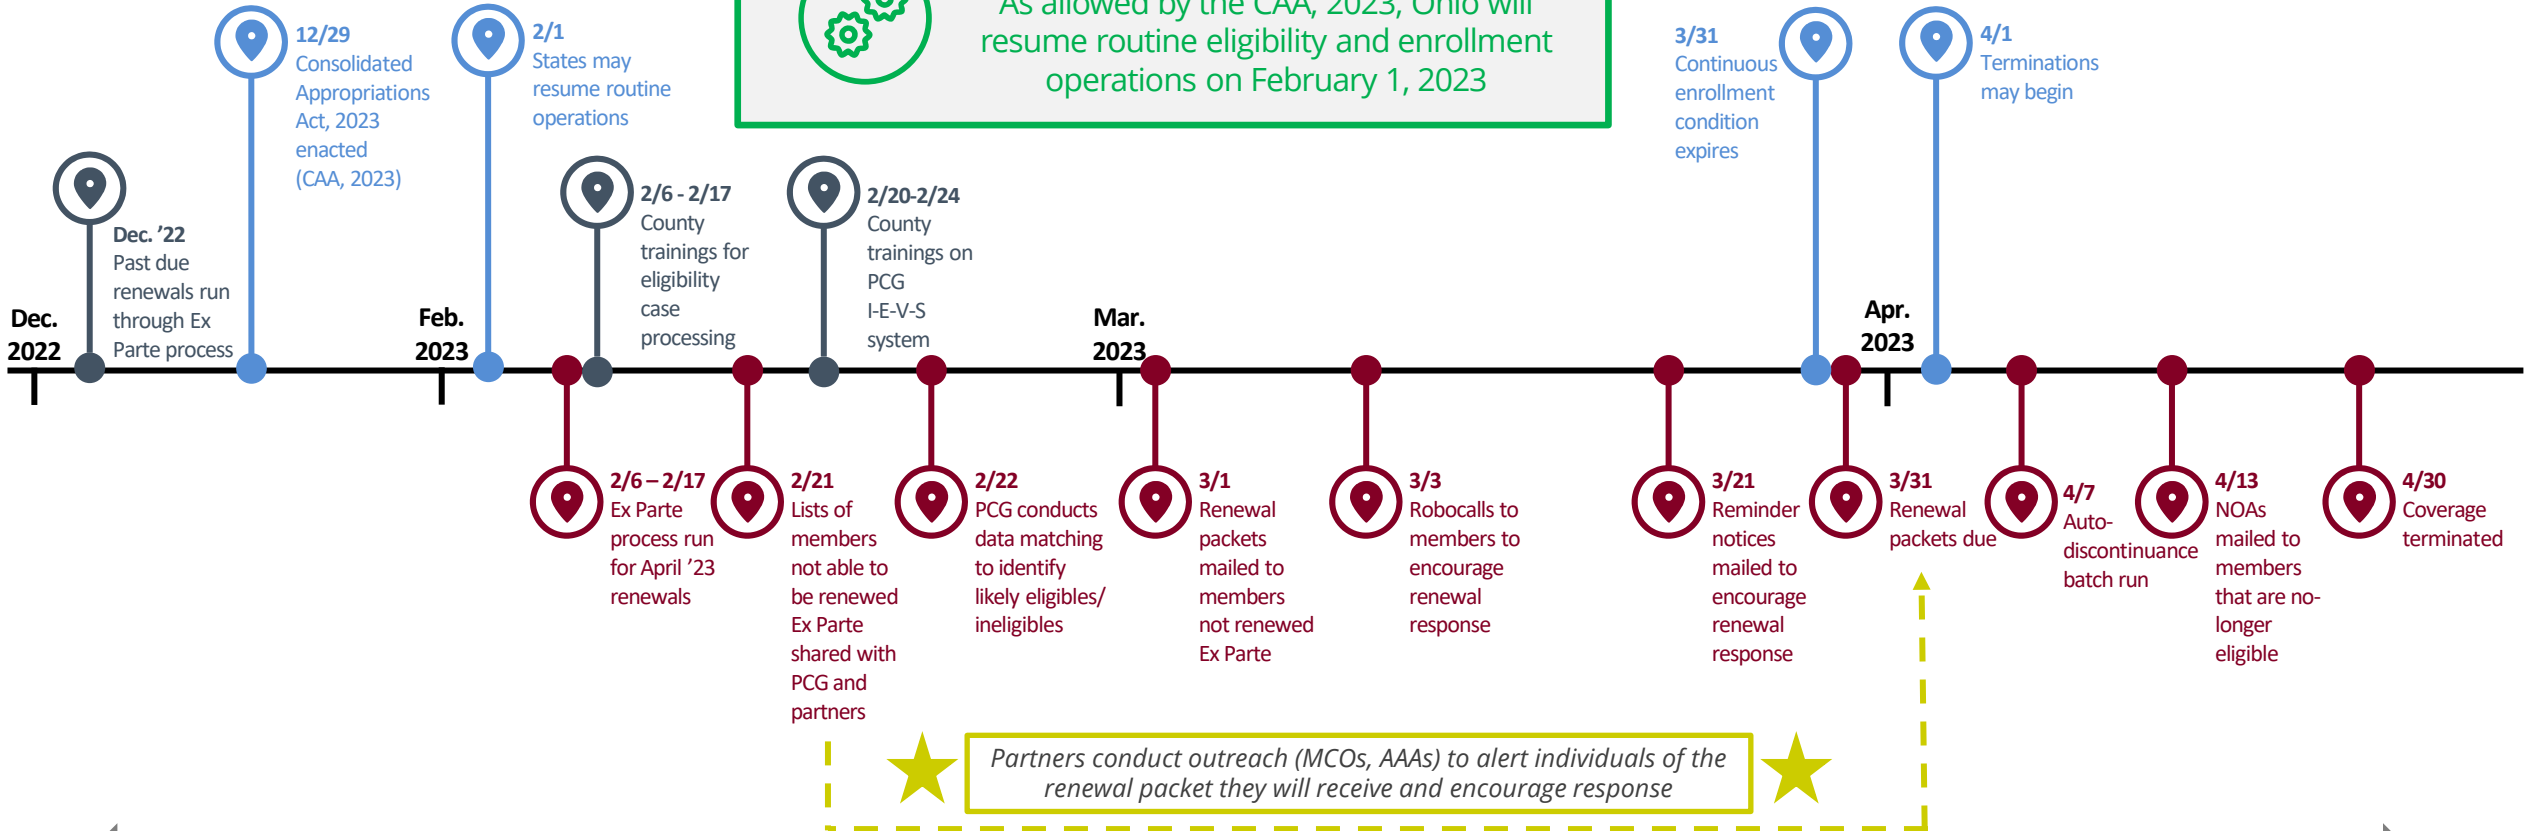 As allowed by the CAA, 2023, Ohio will
resume routine eligibility and enrollment
operations on February 1, 2023
12/29
Consolidated
Appropriations
Act, 2023
enacted
(CAA, 2023)
2/1
States may
resume routine
operations
3/31
Continuous
enrollment
condition
expires
4/1
Terminations
may begin
Dec. ’22
Past due
renewals run
through Ex
Parte process
2/6 - 2/17
County
trainings for
eligibility
case
processing
2/20-2/24
County
trainings on
PCG
I-E-V-S
system
Dec.
2022
Feb.
2023
Mar.
2023
Apr.
2023
2/6 – 2/17
Ex Parte
process run
for April ’23
renewals
2/21
Lists of
members
not able to
be renewed
Ex Parte
shared with
PCG and
partners
2/22
PCG conducts
data matching
to identify
likely eligibles/
ineligibles
3/1
Renewal
packets
mailed to
members
not renewed
Ex Parte
3/3
Robocalls to
members to
encourage
renewal
response
3/21
Reminder
notices
mailed to
encourage
renewal
response
3/31
Renewal
packets due
4/7
Auto-
discontinuance
batch run
4/13
NOAs
mailed to
members
that are no-
longer
eligible
4/30
Coverage
terminated
Partners conduct outreach (MCOs, AAAs) to alert individuals of the
renewal packet they will receive and encourage response